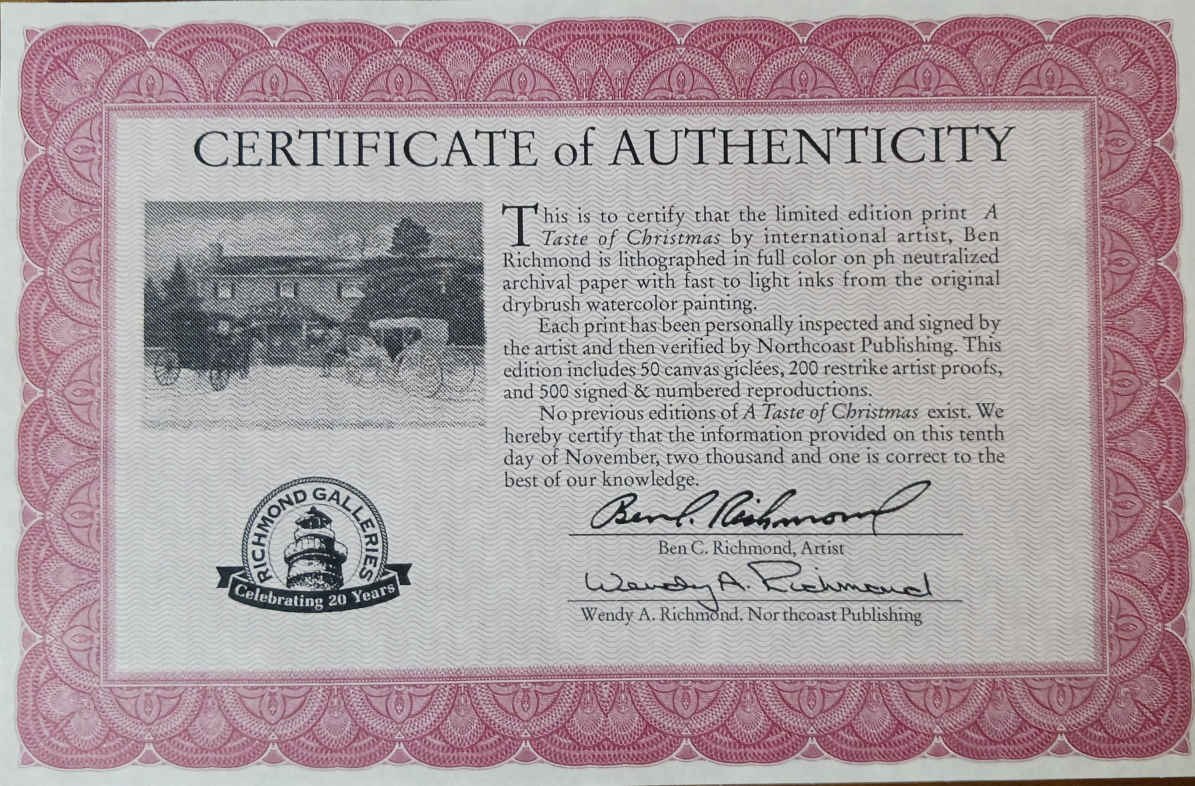 CERTIFICATE of AUTHENTICITY
This is to certify that the limited edition print A
Taste of Christmas by international artist, Ben
Richmond is lithographed in full color on ph neutralized
archival paper with fast to light inks from the original
drybrush watercolor painting.
Each print has been personally inspected and signed by
the artist and then verified by Northcoast Publishing. This
edition includes 50 canvas giclées, 200 restrike artist proofs,
and 500 signed & numbered reproductions.
No previous editions of A Taste of Christmas exist. We
hereby certify that the information provided on this tenth
day of November, two thousand and one is correct to the
best of our knowledge.
RICHMOND GALLERIES
Celebrating 20 Years
Ben C. Richmond
Ben C. Richmond, Artist
Wendy A. Richmond
Wendy A. Richmond. Northcoast Publishing